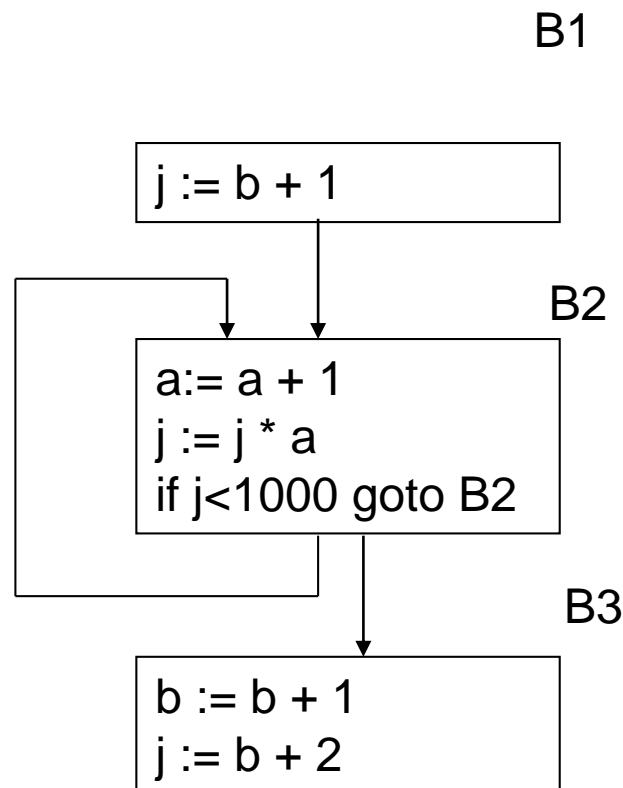 B1
j := b + 1
B2
a:= a + 1
j := j * a
if j<1000 goto B2
B3
b := b + 1
j := b + 2